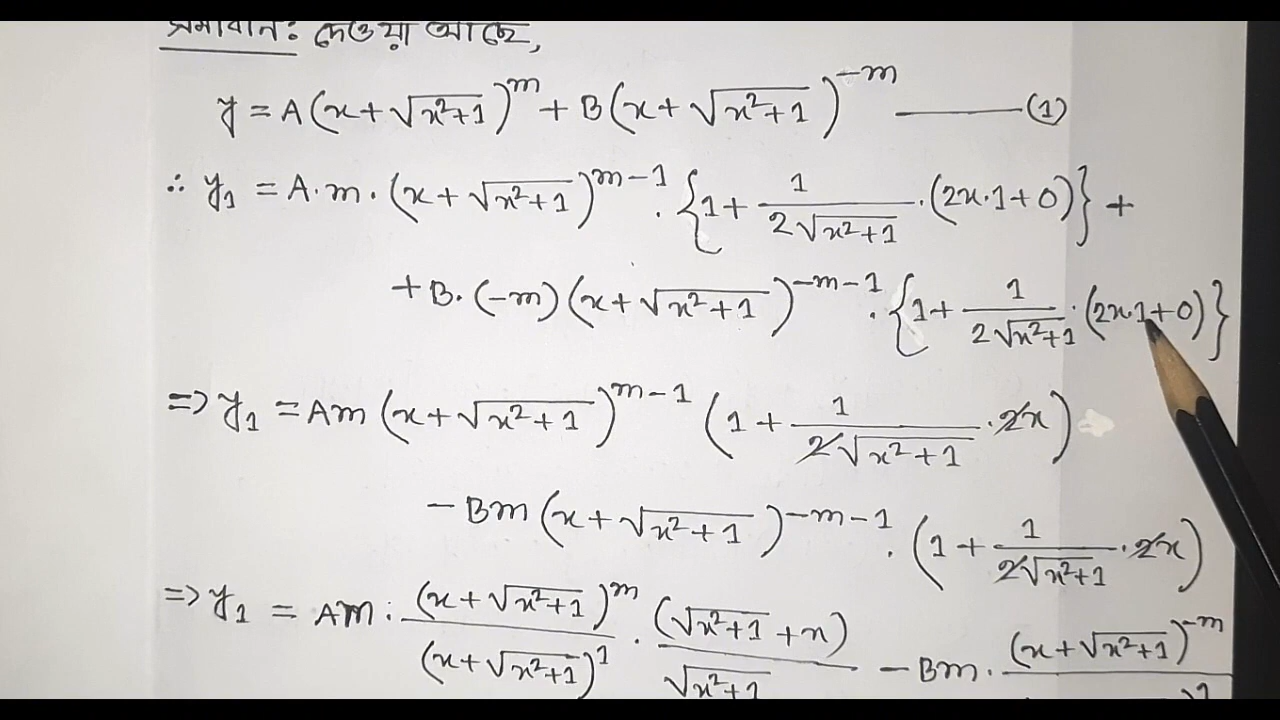 সমাধান: দেওয়া আছে,
y = A(x+√(x²+1))^m + B(x+√(x²+1))^(-m) ——— (1)
∴ y₁ = A·m·(x+√(x²+1))^(m-1) · {1+ 1/(2√(x²+1)) ·(2x·1+0)} +
+B·(-m)(x+√(x²+1))^(-m-1) · {1+ 1/(2√(x²+1)) ·(2x·1+0)}
=> y₁ = Am(x+√(x²+1))^(m-1) (1+ 1/(2√(x²+1)) ·2x)
-Bm(x+√(x²+1))^(-m-1) · (1+ 1/(2√(x²+1)) ·2x)
=> y₁ = Am· (x+√(x²+1))^m/(x+√(x²+1))^1 · (√(x²+1)+x)/√(x²+1) -Bm· (x+√(x²+1))^(-m)